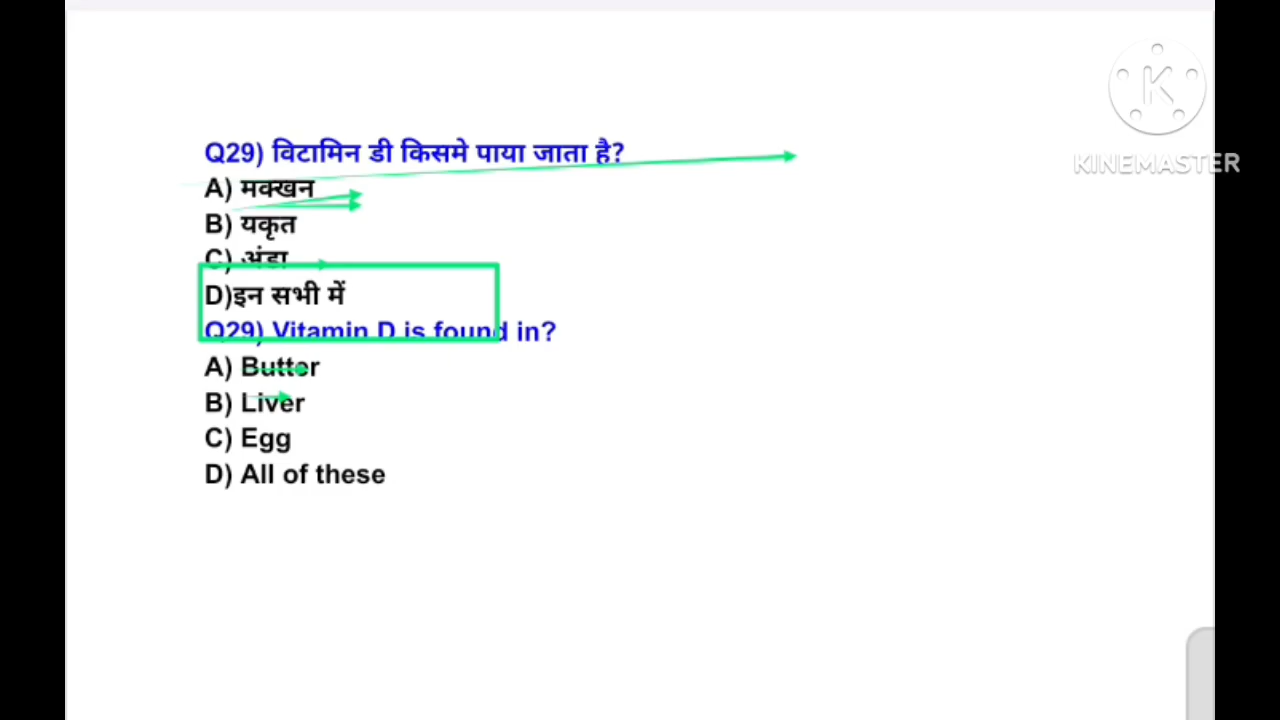 Q29) विटामिन डी किसमे पाया जाता है?
A) मक्खन
B) यकृत
C) अंडा
D)इन सभी में
Q29) Vitamin D is found in?
A) Butter
B) Liver
C) Egg
D) All of these
K
KINEMASTER